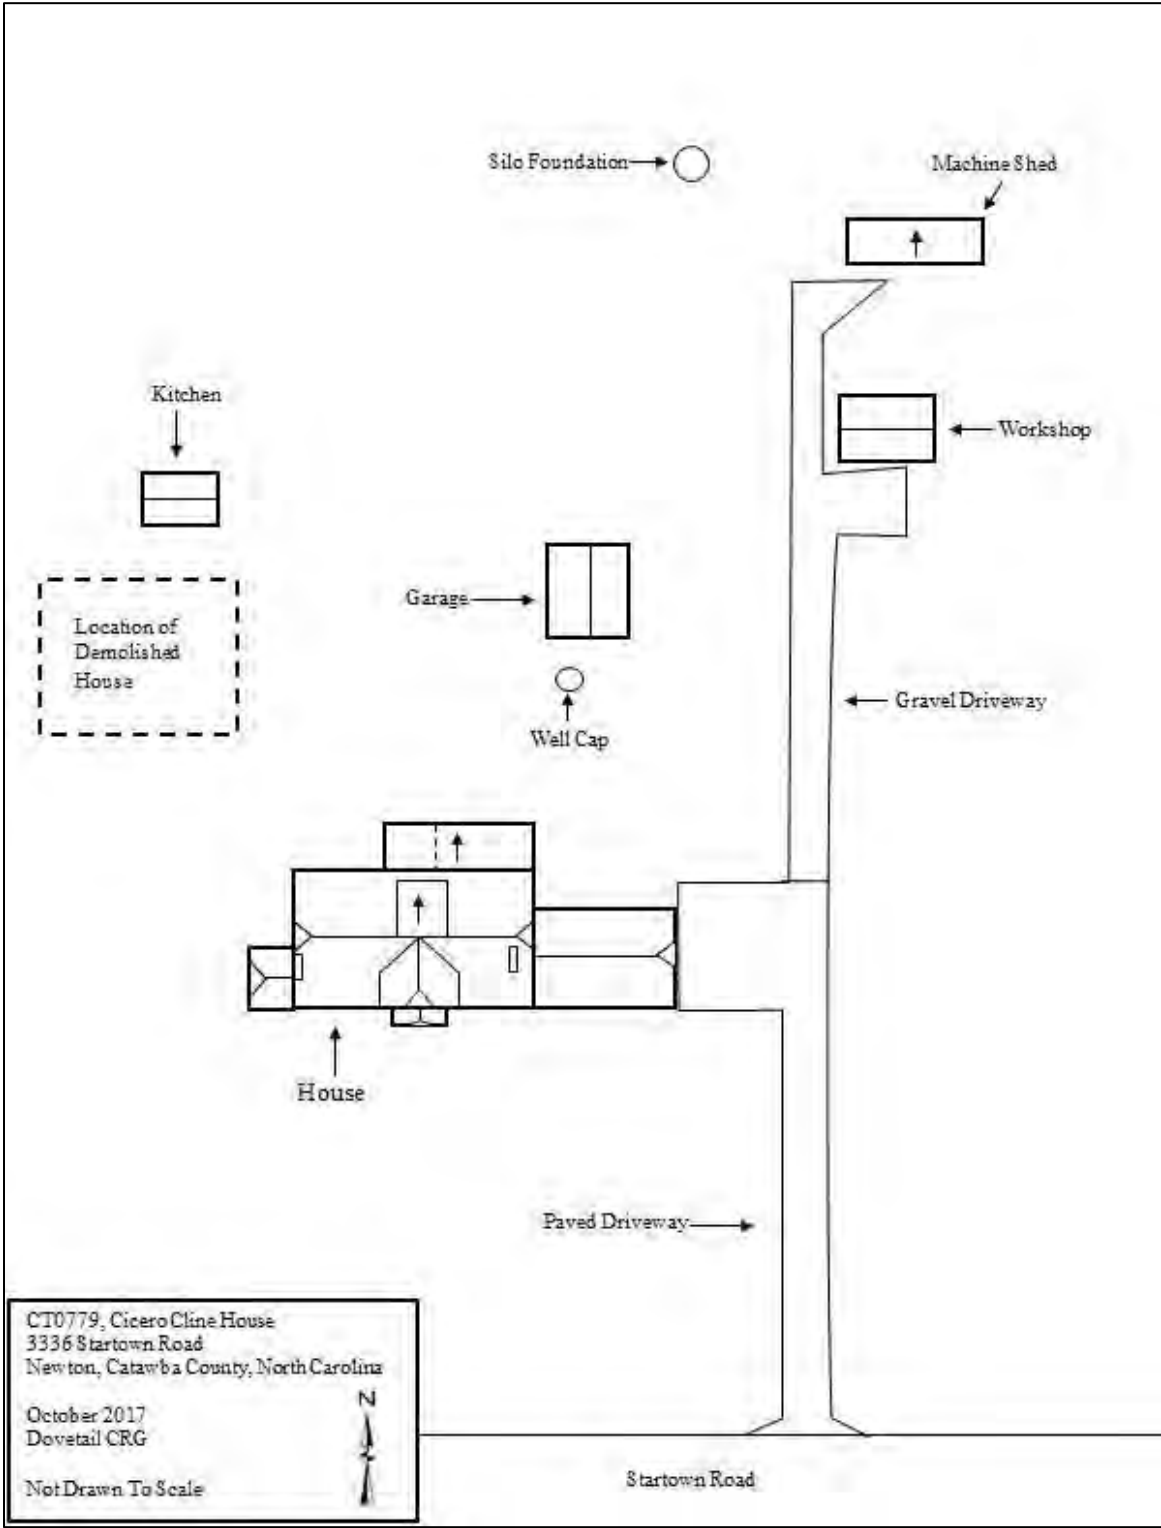 Silo Foundation
Machine Shed
Kitchen
Workshop
Garage
Location of
Demolished
House
Gravel Driveway
Well Cap
House
Paved Driveway
CT0779, Cicero Cline House
3336 Startown Road
Newton, Catawba County, North Carolina
N
October 2017
Dovetail CRG
Not Drawn To Scale
Startown Road